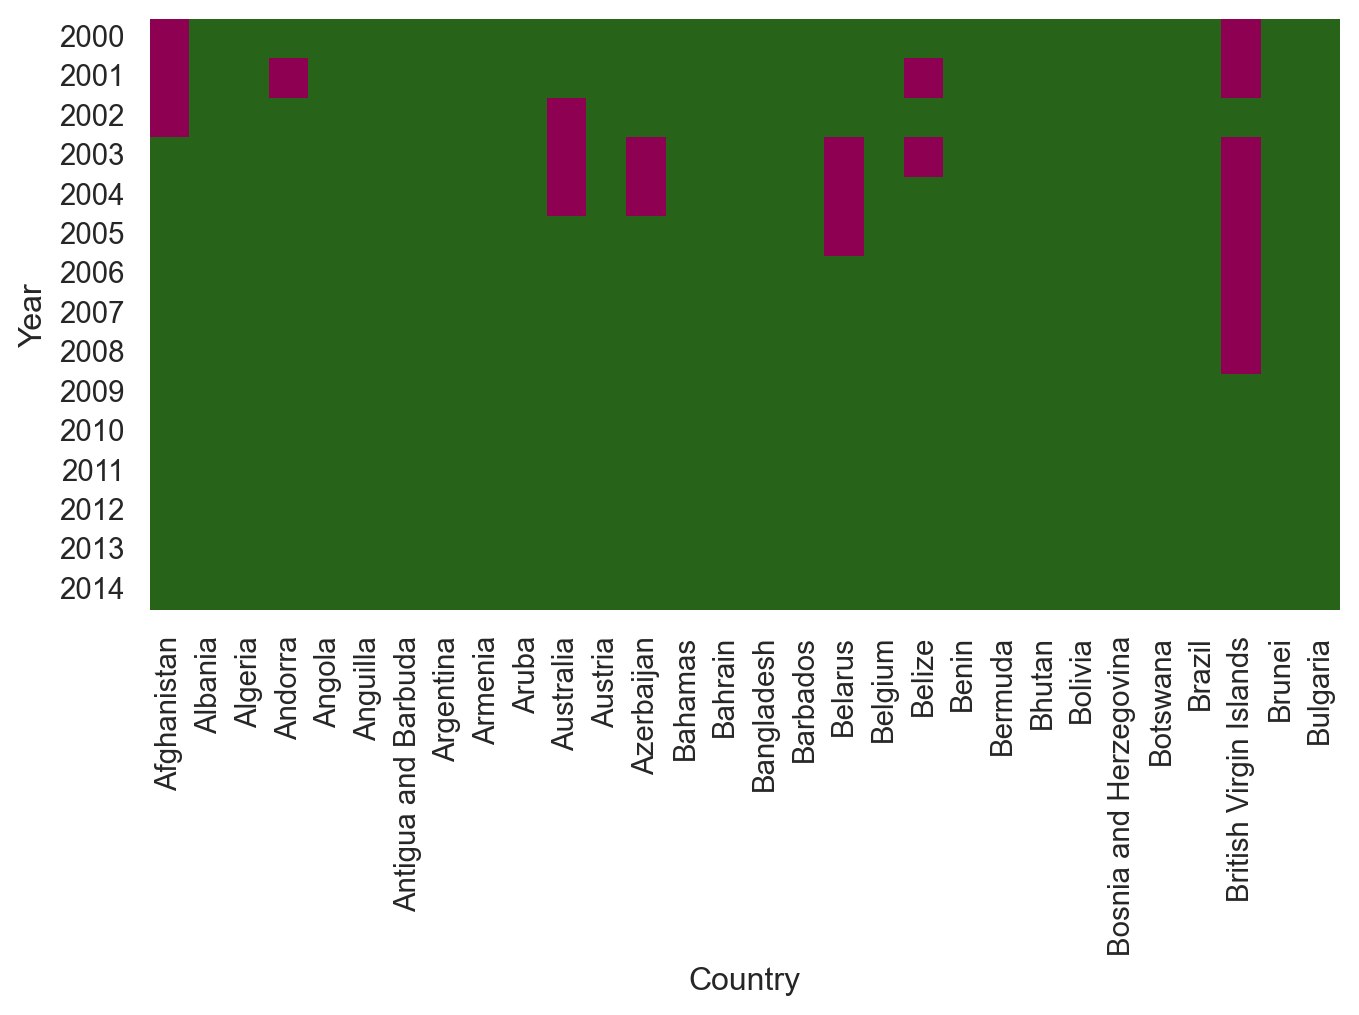 2000
2001
2002
2003
2004
2005
2006
2007
2008
2009
2010
2011
2012
2013
2014
Year
Afghanistan
Albania
Algeria
Andorra
Angola
Anguilla
Antigua and Barbuda
Argentina
Armenia
Aruba
Australia
Austria
Azerbaijan
Bahamas
Bahrain
Bangladesh
Barbados
Belarus
Belgium
Belize
Benin
Bermuda
Bhutan
Bolivia
Bosnia and Herzegovina
Botswana
Brazil
British Virgin Islands
Brunei
Bulgaria
Country